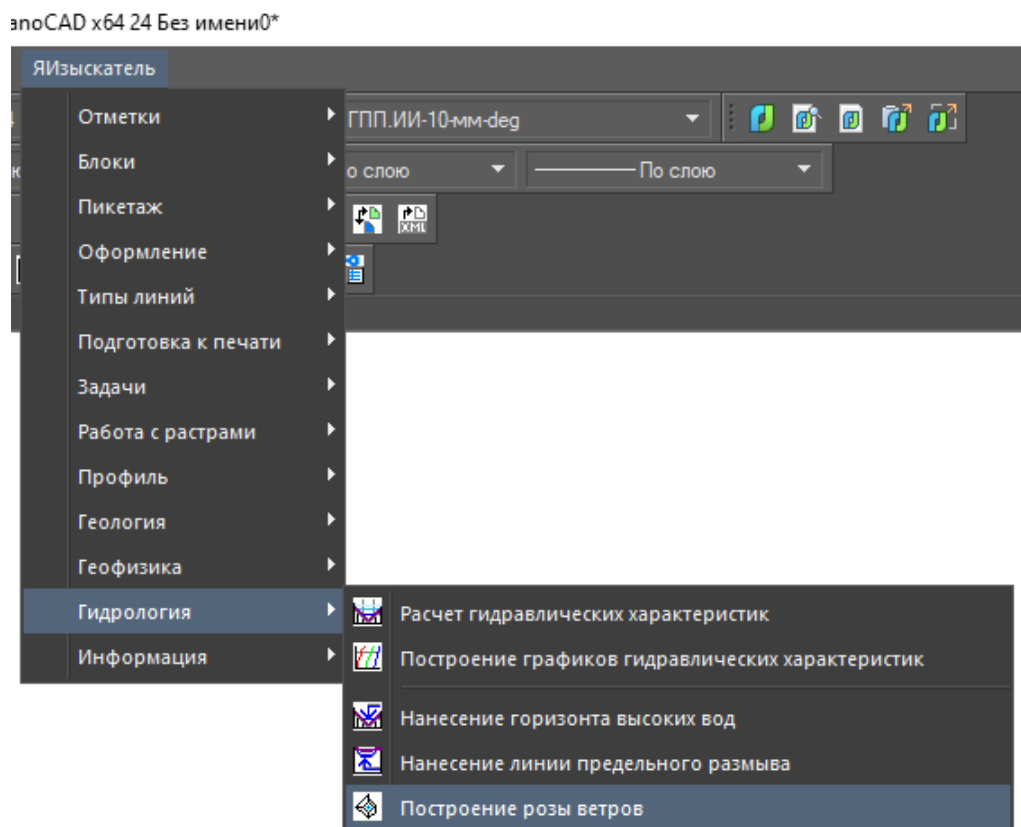 anoCAD x64 24 Без имени0*
ЯИзыскатель
Отметки
ГПП.ИИ-10-мм-deg
Блоки
о слою
По слою
Пикетаж
XML
Оформление
Типы линий
Подготовка к печати
Задачи
Работа с растрами
Профиль
Геология
Геофизика
Гидрология
Расчет гидравлических характеристик
Информация
Построение графиков гидравлических характеристик
Нанесение горизонта высоких вод
Нанесение линии предельного размыва
Построение розы ветров